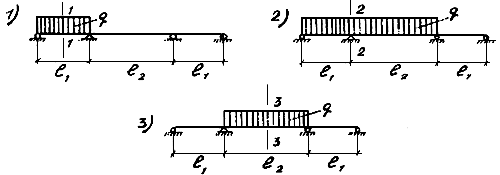 1) 1 q
1
ℓ₁ ℓ₂ ℓ₁
2) 2 q
2
ℓ₁ ℓ₂ ℓ₁
3) 3 q
3
ℓ₁ ℓ₂ ℓ₁